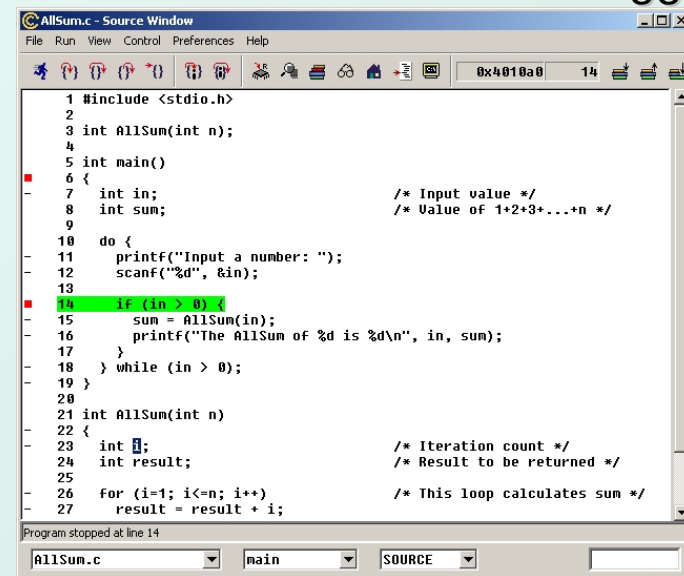 AllSum.c - Source Window
File Run View Control Preferences Help
0x4010a0 14
1 #include <stdio.h>
2
3 int AllSum(int n);
4
5 int main()
6 {
7 int in; /* Input value */
8 int sum; /* Value of 1+2+3+...+n */
9
10 do {
11 printf("Input a number: ");
12 scanf("%d", &in);
13
14 if (in > 0) {
15 sum = AllSum(in);
16 printf("The AllSum of %d is %d\n", in, sum);
17 }
18 } while (in > 0);
19 }
20
21 int AllSum(int n)
22 {
23 int i; /* Iteration count */
24 int result; /* Result to be returned */
25
26 for (i=1; i<=n; i++) /* This loop calculates sum */
27 result = result + i;
Program stopped at line 14
AllSum.c main SOURCE